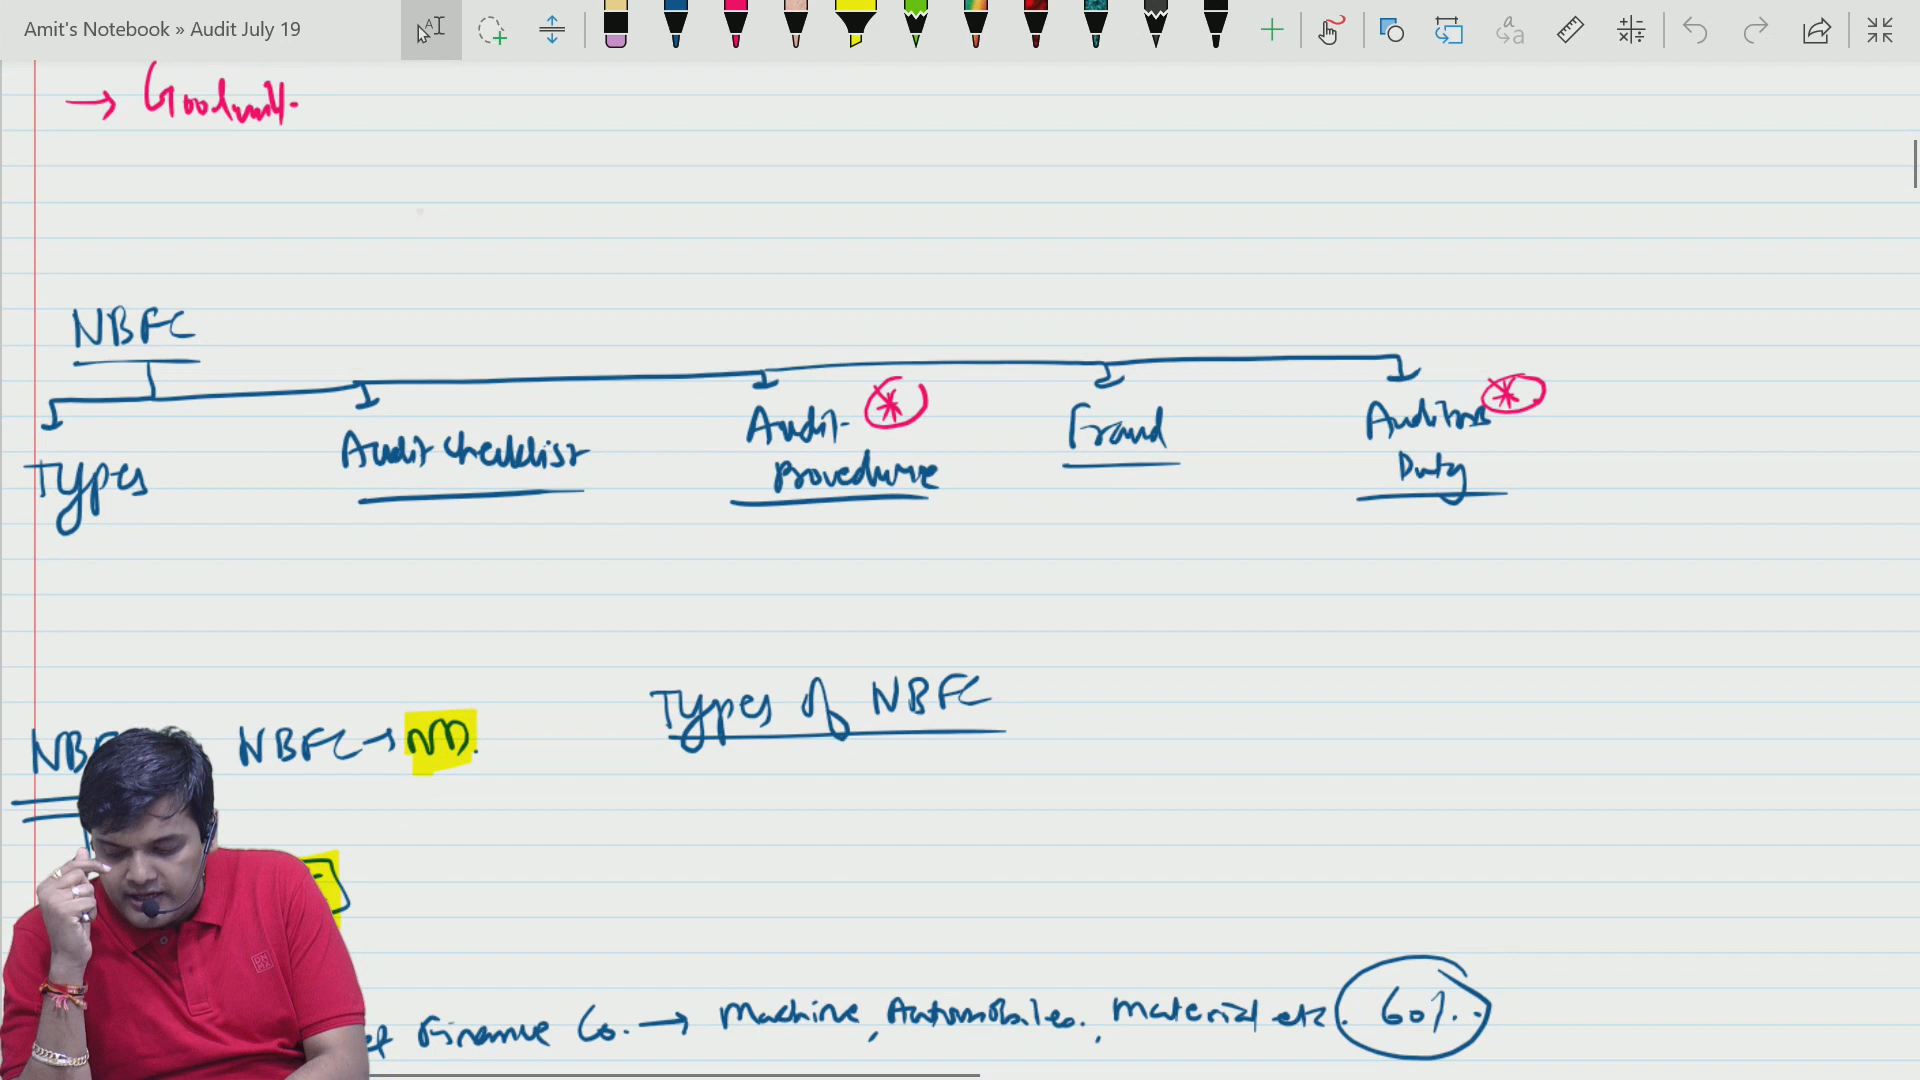 Amit's Notebook » Audit July 19
→ Goodwill.
NBFC
Types
Audit Checklist
Audit Procedure
Fraud
Auditors Duty
Types of NBFC
NBFC → ND.
Finance Co. → Machine, Automobiles, Material etc. 60%.